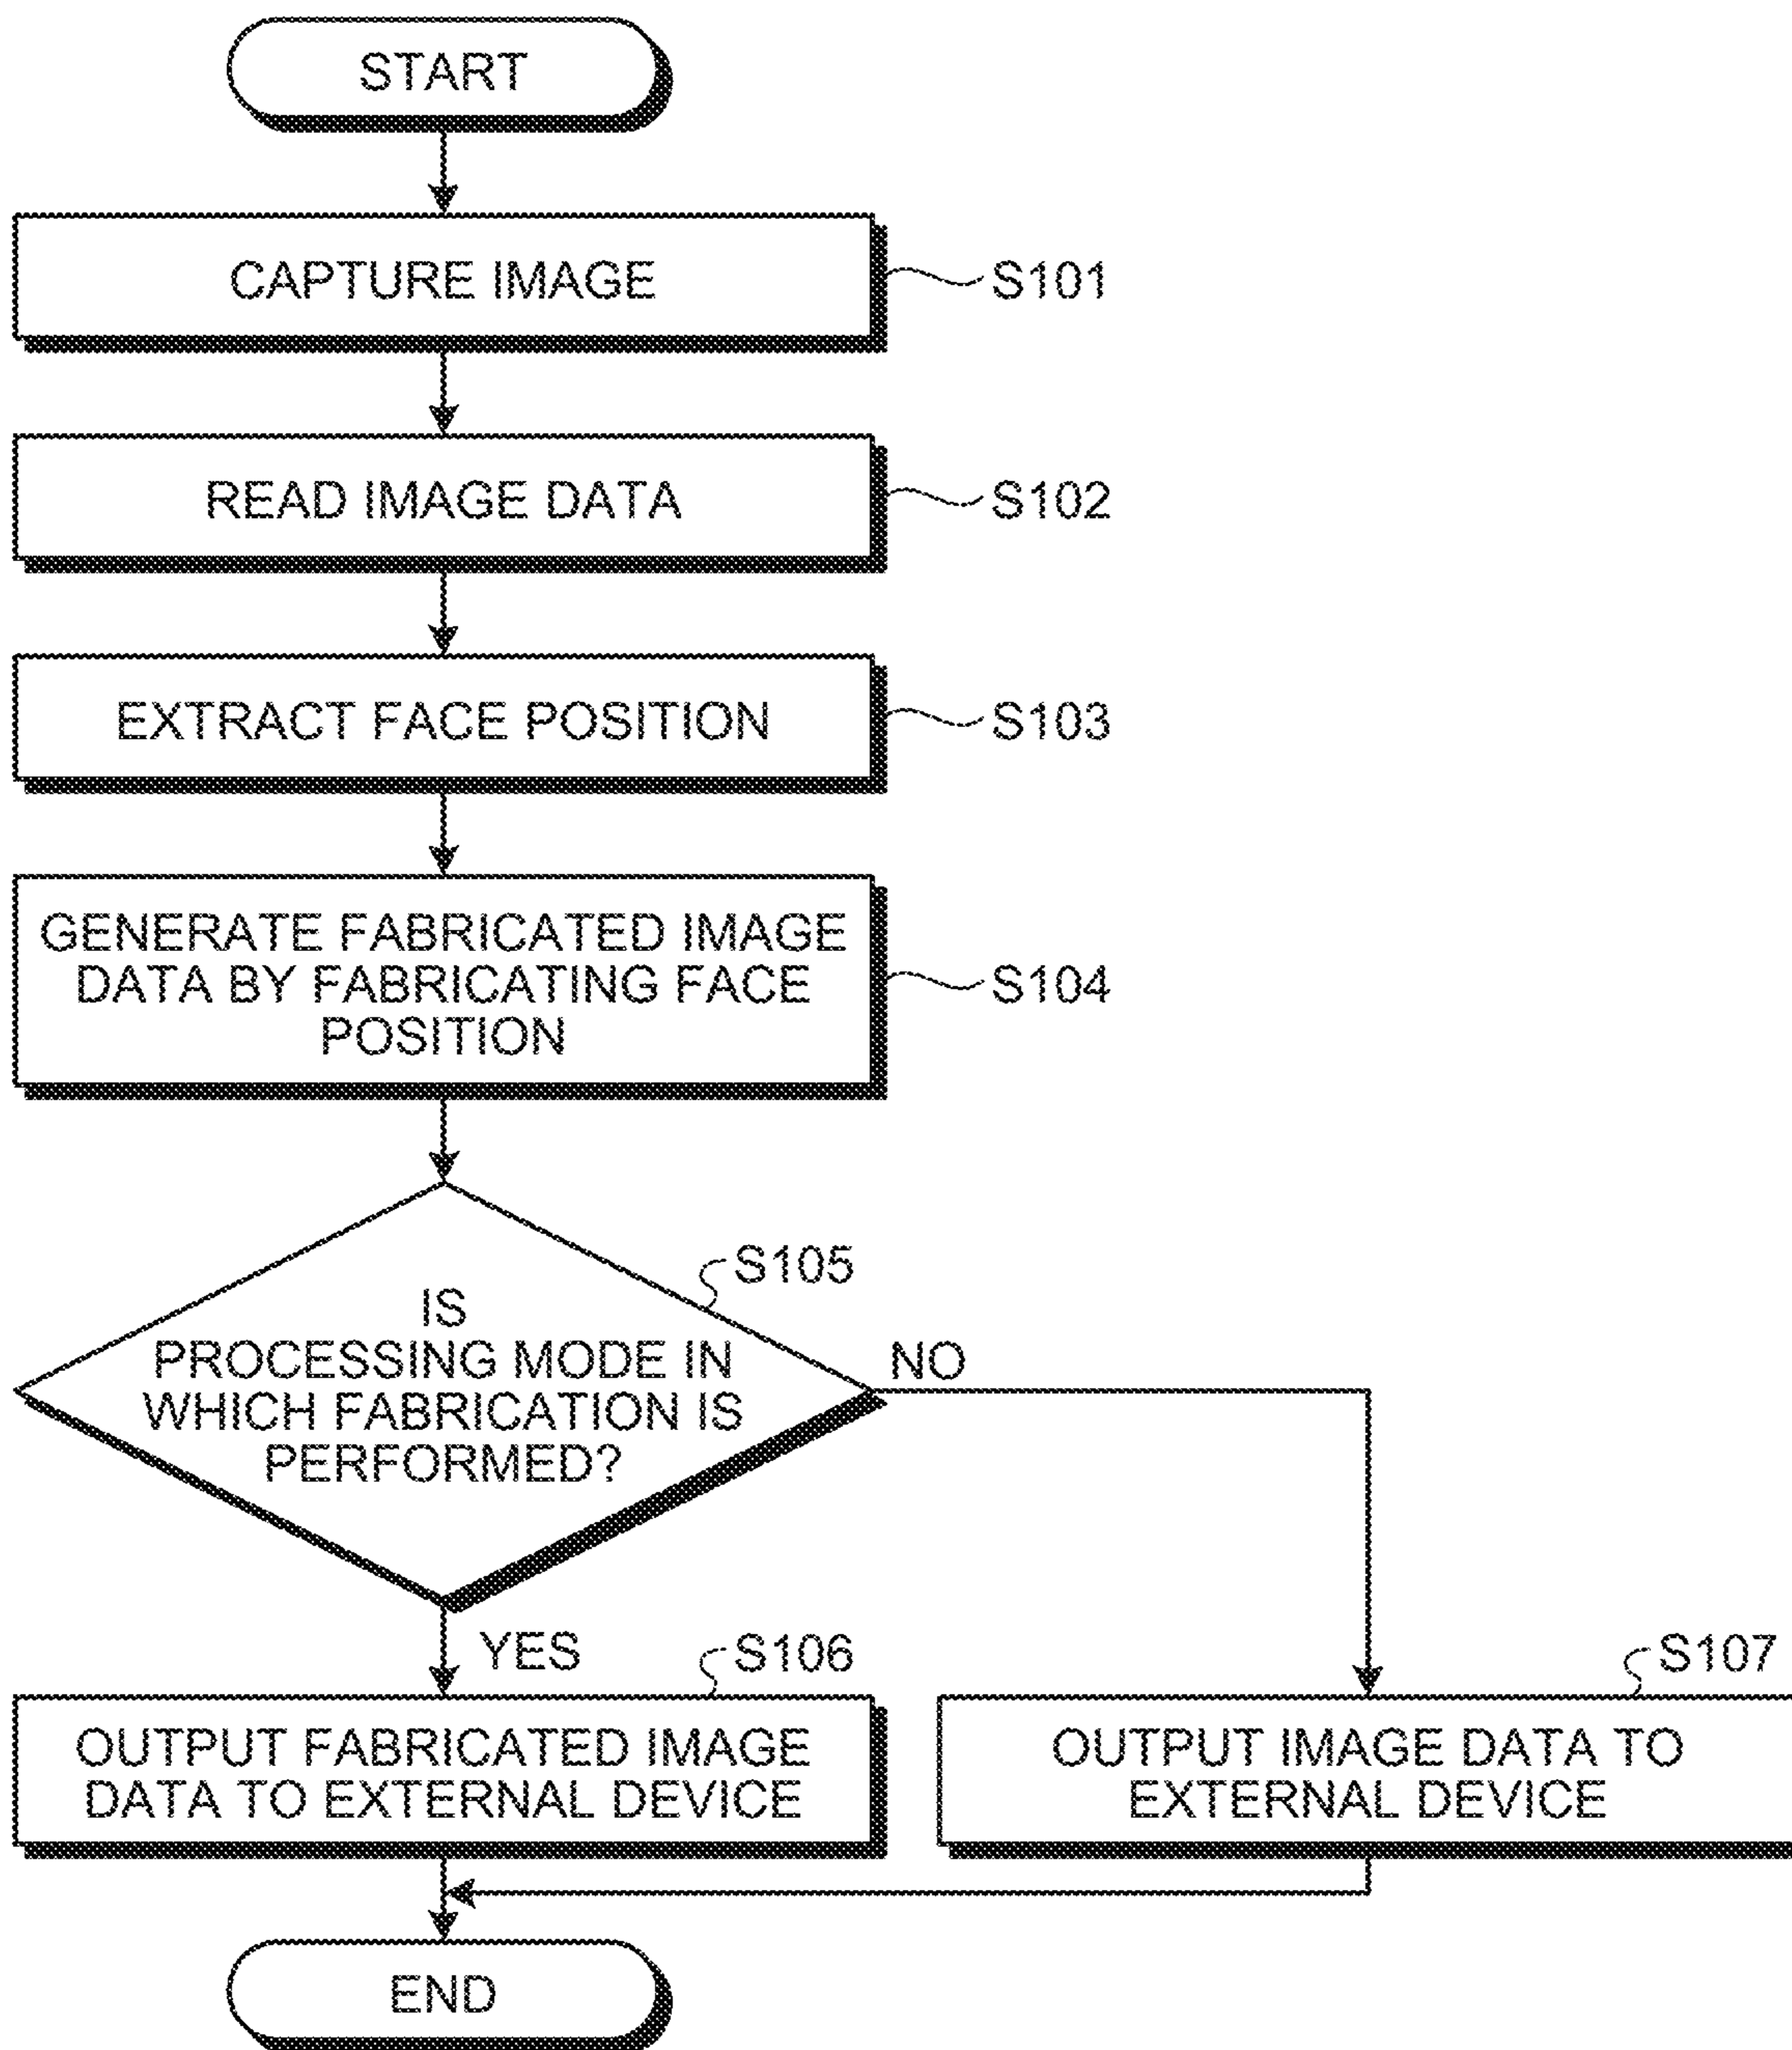 START
CAPTURE IMAGE
S101
READ IMAGE DATA
S102
EXTRACT FACE POSITION
S103
GENERATE FABRICATED IMAGE
DATA BY FABRICATING FACE
POSITION
S104
S105
IS
PROCESSING MODE IN
WHICH FABRICATION IS
PERFORMED?
NO
YES
S106
OUTPUT FABRICATED IMAGE
DATA TO EXTERNAL DEVICE
S107
OUTPUT IMAGE DATA TO
EXTERNAL DEVICE
END